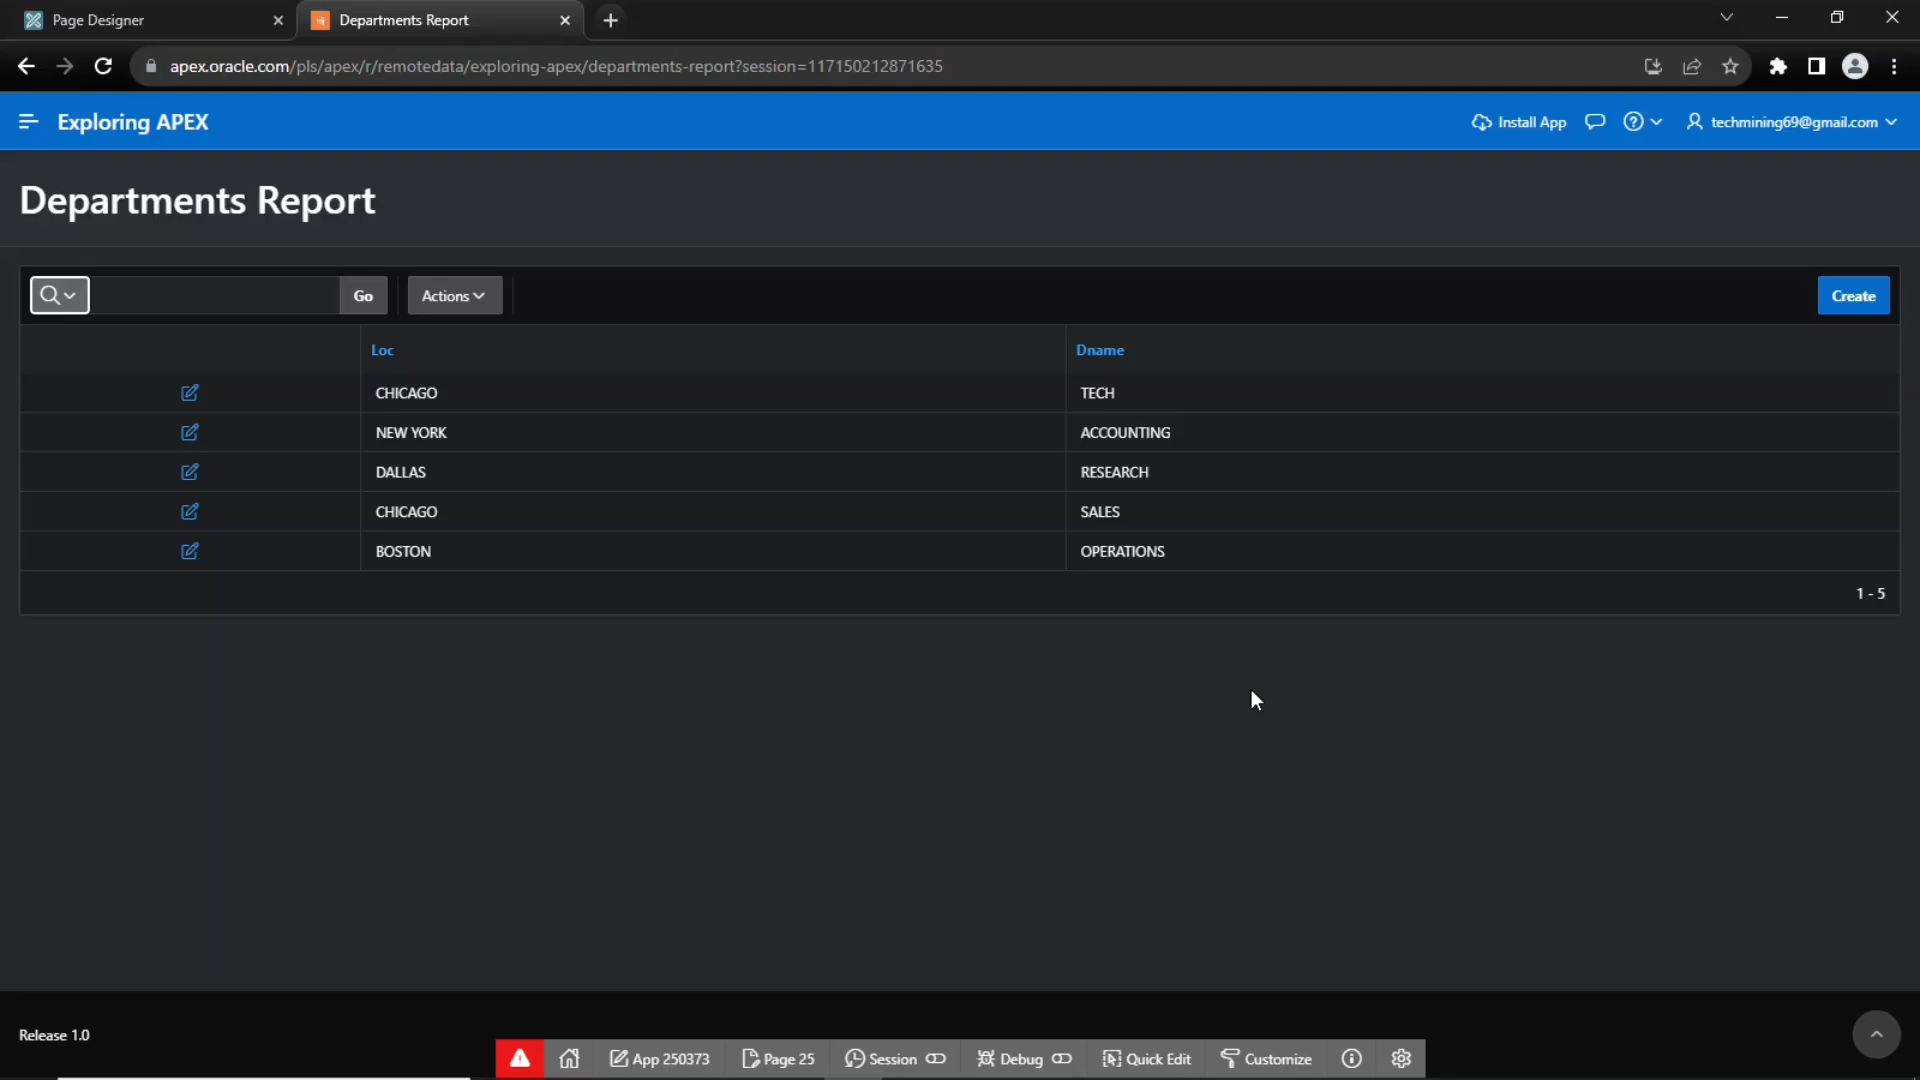 Page Designer
Departments Report
apex.oracle.com/pls/apex/r/remotedata/exploring-apex/departments-report?session=117150212871635
Exploring APEX
Install App
techmining69@gmail.com
Departments Report
Go
Actions
Create
Loc Dname
CHICAGO TECH
NEW YORK ACCOUNTING
DALLAS RESEARCH
CHICAGO SALES
BOSTON OPERATIONS
1 - 5
Release 1.0
App 250373
Page 25
Session
Debug
Quick Edit
Customize